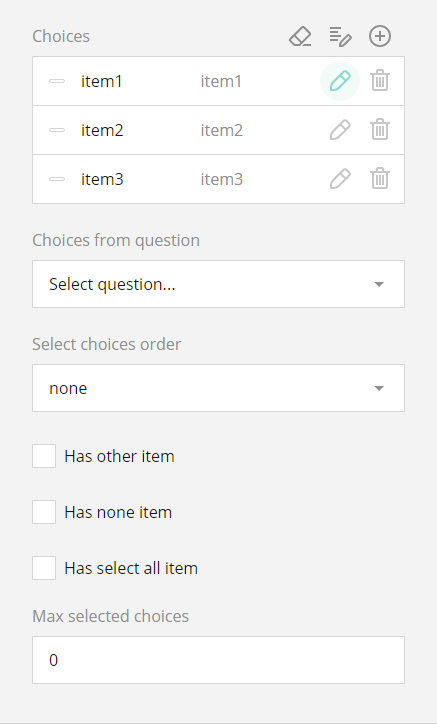 Choices
item1 item1
item2 item2
item3 item3
Choices from question
Select question...
Select choices order
none
Has other item
Has none item
Has select all item
Max selected choices
0